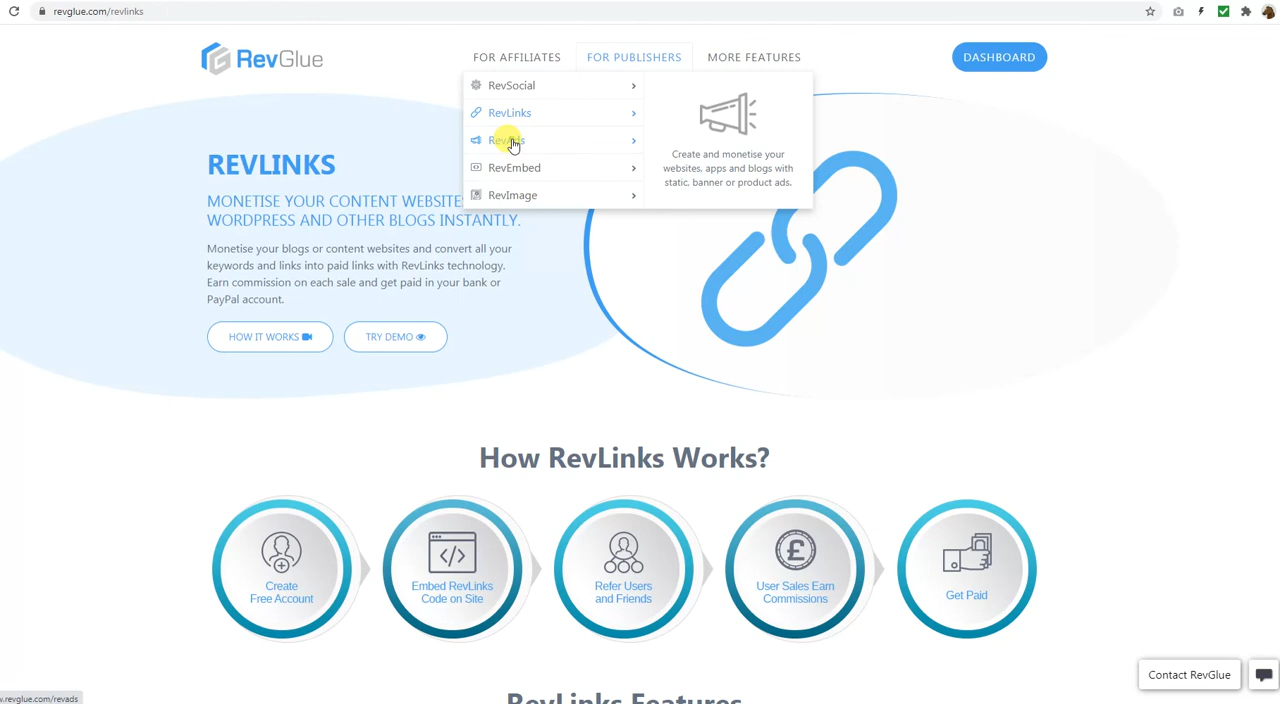 revglue.com/revlinks
RevGlue
FOR AFFILIATES
FOR PUBLISHERS
MORE FEATURES
DASHBOARD
RevSocial
RevLinks
RevAds
RevEmbed
RevImage
Create and monetise your
websites, apps and blogs with
static, banner or product ads.
REVLINKS
MONETISE YOUR CONTENT WEBSITE
WORDPRESS AND OTHER BLOGS INSTANTLY.
Monetise your blogs or content websites and convert all your
keywords and links into paid links with RevLinks technology.
Earn commission on each sale and get paid in your bank or
PayPal account.
HOW IT WORKS
TRY DEMO
How RevLinks Works?
Create
Free Account
Embed RevLinks
Code on Site
Refer Users
and Friends
User Sales Earn
Commissions
Get Paid
Contact RevGlue
w.revglue.com/revads
RevLinks Features